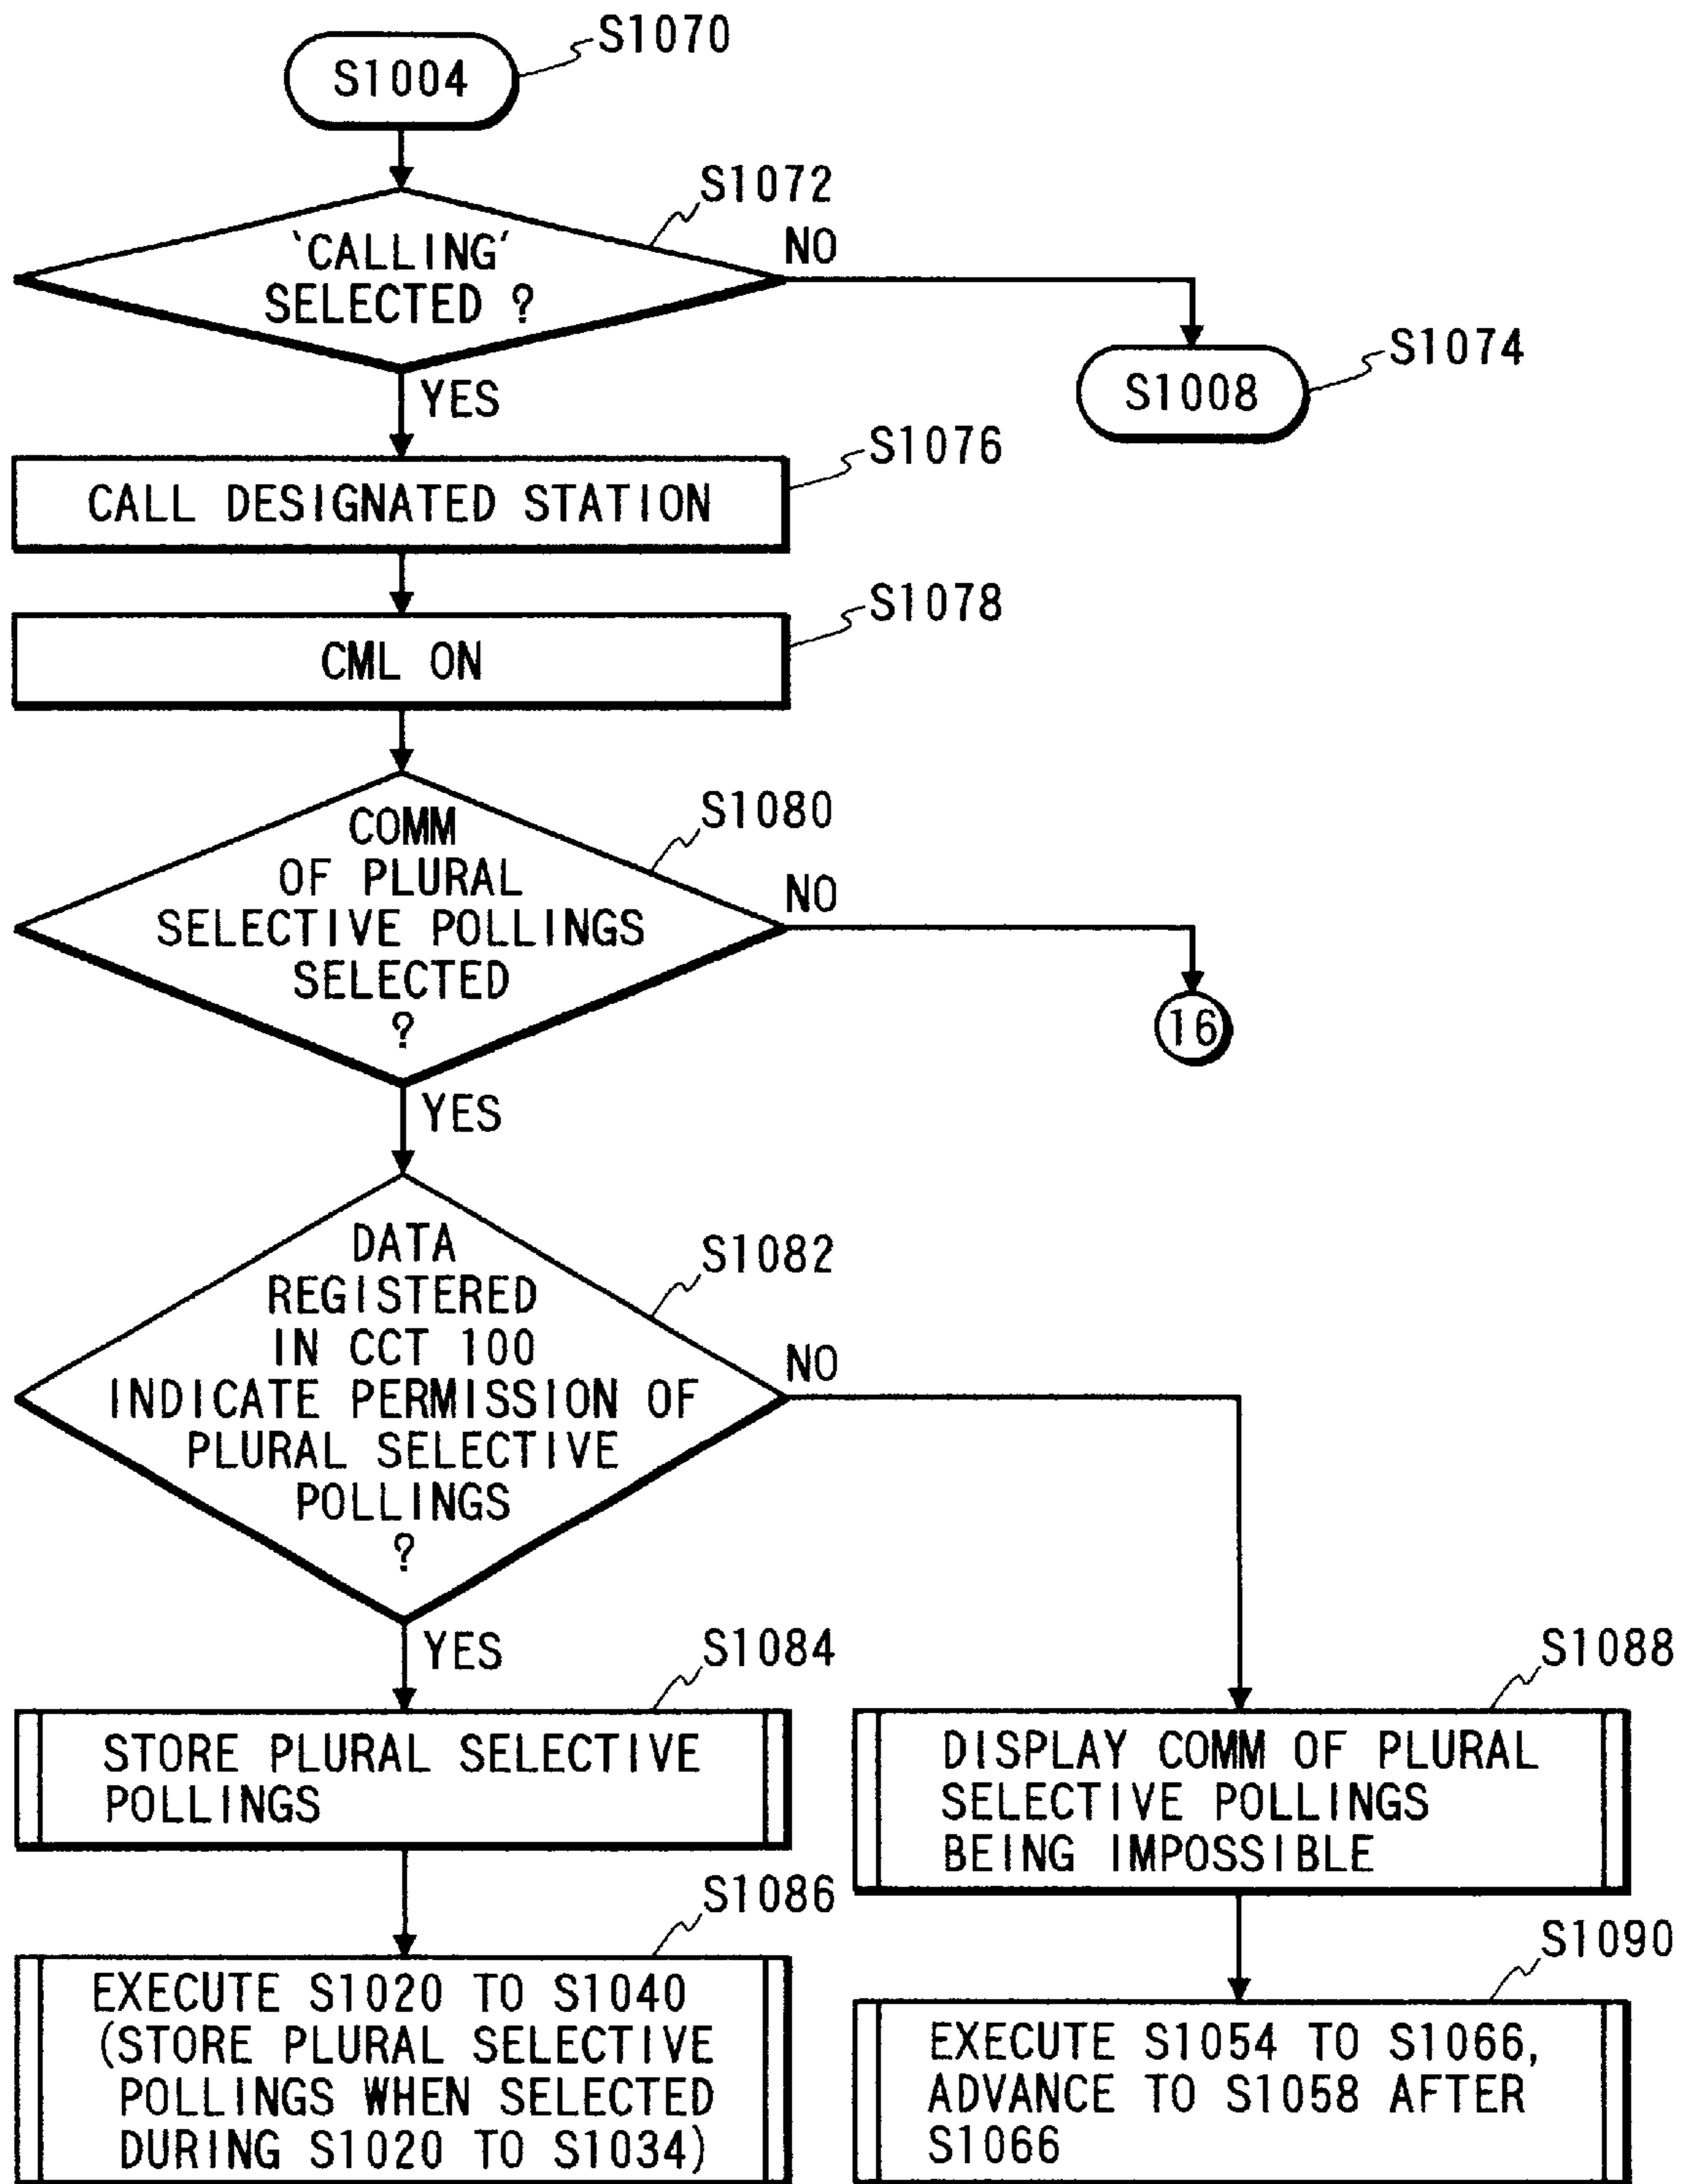 S1070
S1004
S1072
'CALLING'
SELECTED ?
NO
S1074
S1008
YES
S1076
CALL DESIGNATED STATION
S1078
CML ON
S1080
COMM
OF PLURAL
SELECTIVE POLLINGS
SELECTED
?
NO
16
YES
S1082
DATA
REGISTERED
IN CCT 100
INDICATE PERMISSION OF
PLURAL SELECTIVE
POLLINGS
?
NO
YES
S1084
STORE PLURAL SELECTIVE
POLLINGS
S1088
DISPLAY COMM OF PLURAL
SELECTIVE POLLINGS
BEING IMPOSSIBLE
S1086
EXECUTE S1020 TO S1040
(STORE PLURAL SELECTIVE
POLLINGS WHEN SELECTED
DURING S1020 TO S1034)
S1090
EXECUTE S1054 TO S1066,
ADVANCE TO S1058 AFTER
S1066